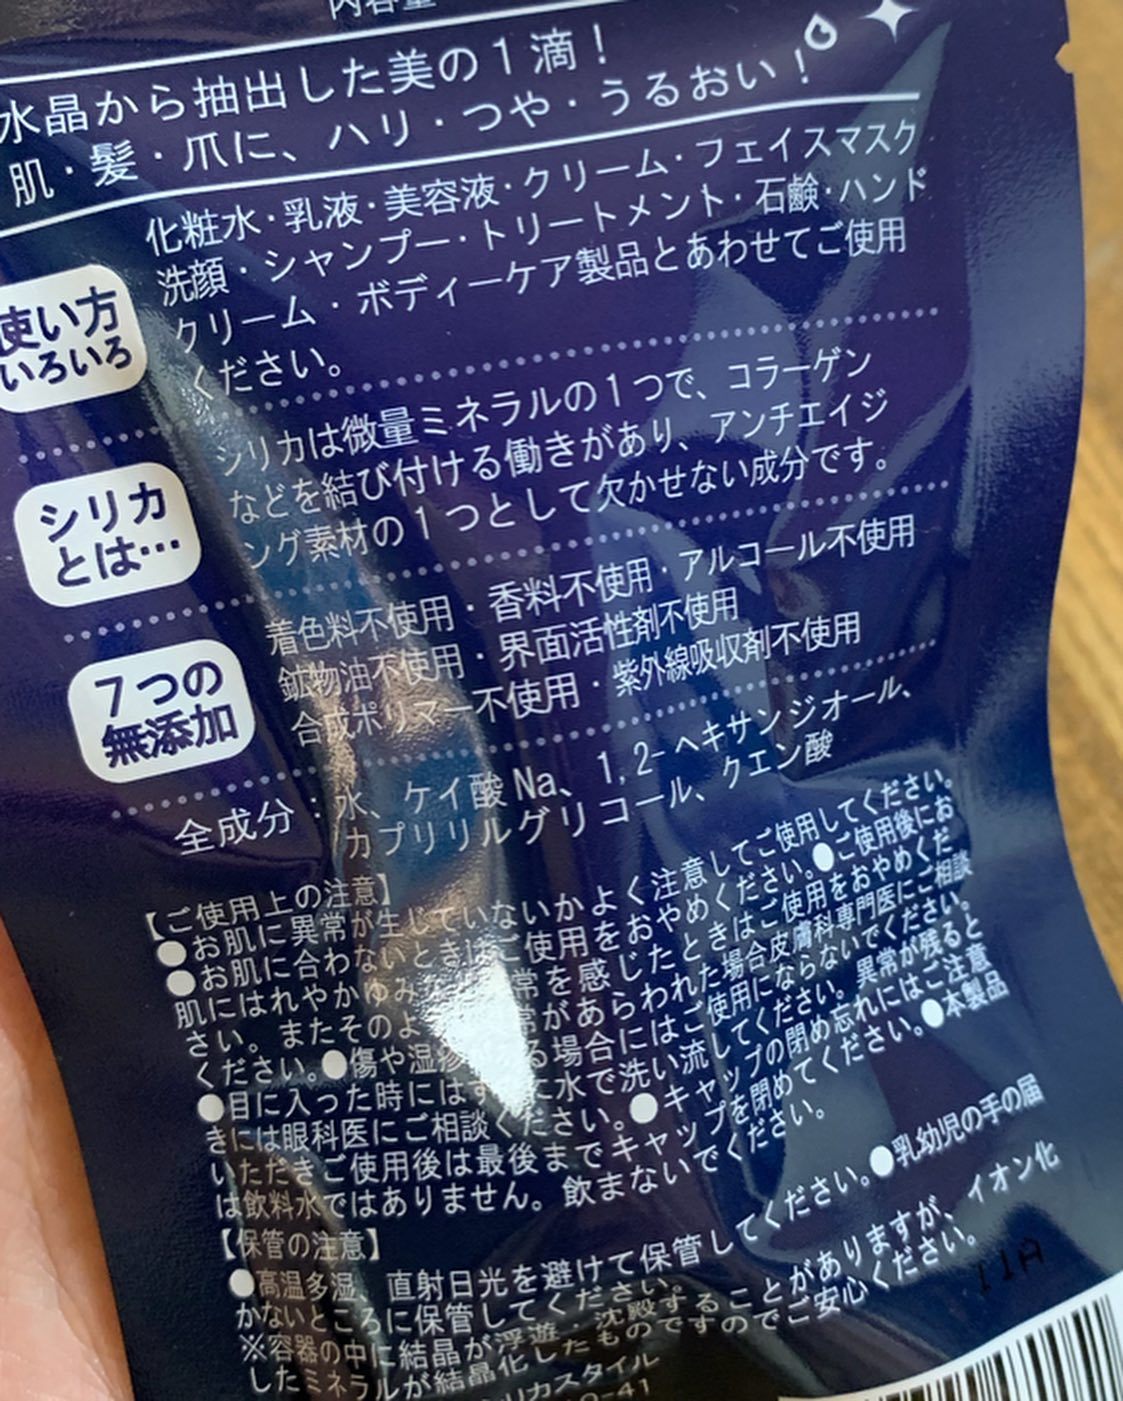 内容量
水晶から抽出した美の1滴！
肌・髪・爪に、ハリ・つや・うるおい！
使い方
いろいろ
化粧水・乳液・美容液・クリーム・フェイスマスク
洗顔・シャンプー・トリートメント・石鹸・ハンド
クリーム・ボディーケア製品とあわせてご使用
ください。
シリカ
とは…
シリカは微量ミネラルの1つで、コラーゲン
などを結び付ける働きがあり、アンチエイジ
ング素材の1つとして欠かせない成分です。
7つの
無添加
着色料不使用・香料不使用・アルコール不使用
鉱物油不使用・界面活性剤不使用
合成ポリマー不使用・紫外線吸収剤不使用
全成分：水、ケイ酸Na、1,2-ヘキサンジオール、
カプリリルグリコール、クエン酸
【ご使用上の注意】
●お肌に異常が生じていないかよく注意してご使用してください。
●お肌に合わないときはご使用をおやめください。●ご使用後にお
肌にはれやかゆみ 常を感じたときはご使用をおやめくだ
さい。またそのよ 常があらわれた場合皮膚科専門医にご相談
ください。●傷や湿疹 る場合にはご使用にならないでください。
●目に入った時にはす に水で洗い流してください。異常が残ると
きには眼科医にご相談ください。●キャップの閉め忘れにはご注意
いただきご使用後は最後までキャップを閉めてください。●本製品
は飲料水ではありません。飲まないでください。
【保管の注意】
●高温多湿、直射日光を避けて保管してください。●乳幼児の手の届
かないところに保管してください。
※容器の中に結晶が浮遊・沈殿することがありますが、イオン化
したミネラルが結晶化したものですのでご安心ください。
リカスタイル
-41
11A